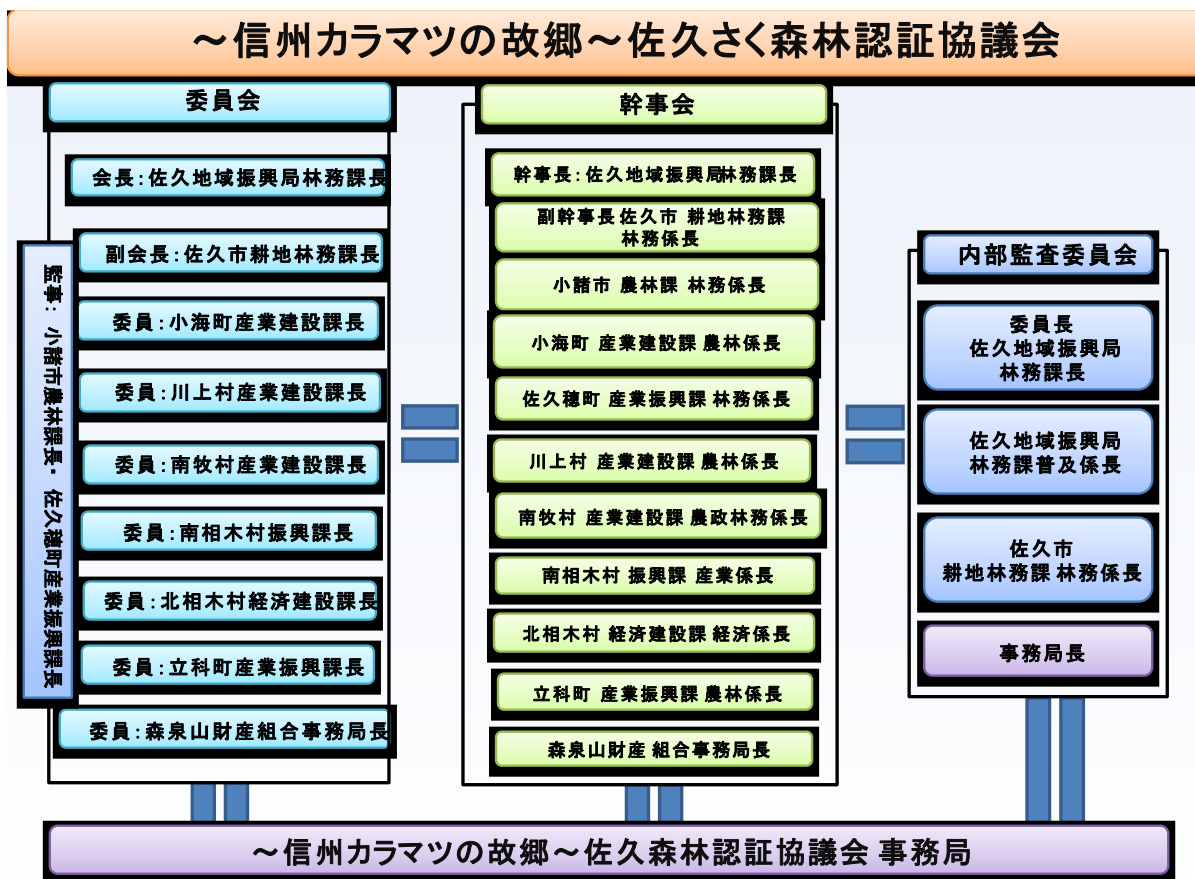 ～信州カラマツの故郷～佐久さく森林認証協議会
委員会
会長:佐久地域振興局林務課長
副会長:佐久市耕地林務課長
委員:小海町産業建設課長
委員:川上村産業建設課長
委員:南牧村産業建設課長
委員:南相木村振興課長
委員:北相木村経済建設課長
委員:立科町産業振興課長
委員:森泉山財産組合事務局長
監事: 小諸市農林課長・ 佐久穂町産業振興課長
幹事会
幹事長:佐久地域振興局林務課長
副幹事長 佐久市 耕地林務課
林務係長
小諸市 農林課 林務係長
小海町 産業建設課 農林係長
佐久穂町 産業振興課 林務係長
川上村 産業建設課 農林係長
南牧村 産業建設課 農政林務係長
南相木村 振興課 産業係長
北相木村 経済建設課 経済係長
立科町 産業振興課 農林係長
森泉山財産 組合事務局長
内部監査委員会
委員長
佐久地域振興局
林務課長
佐久地域振興局
林務課普及係長
佐久市
耕地林務課 林務係長
事務局長
～信州カラマツの故郷～佐久森林認証協議会 事務局